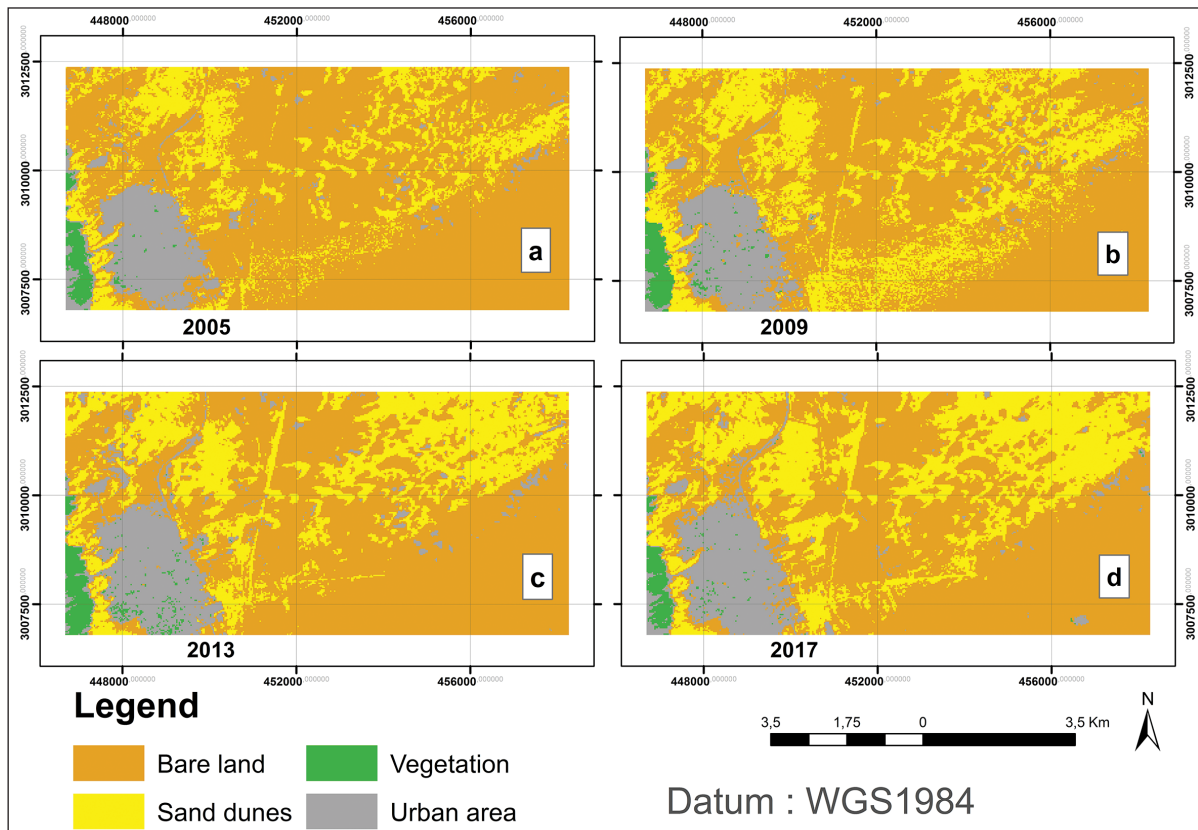 448000,000000 452000,000000 456000,000000 448000,000000 452000,000000 456000,000000
3012500,000000
3010000,000000
3007500,000000
a
2005
3012500,000000
3010000,000000
3007500,000000
b
2009
3012500,000000
3010000,000000
3007500,000000
c
2013
3012500,000000
3010000,000000
3007500,000000
d
2017
448000,000000 452000,000000 456000,000000 448000,000000 452000,000000 456000,000000
Legend
Bare land
Vegetation
Sand dunes
Urban area
3,5 1,75 0 3,5 Km
N
Datum : WGS1984